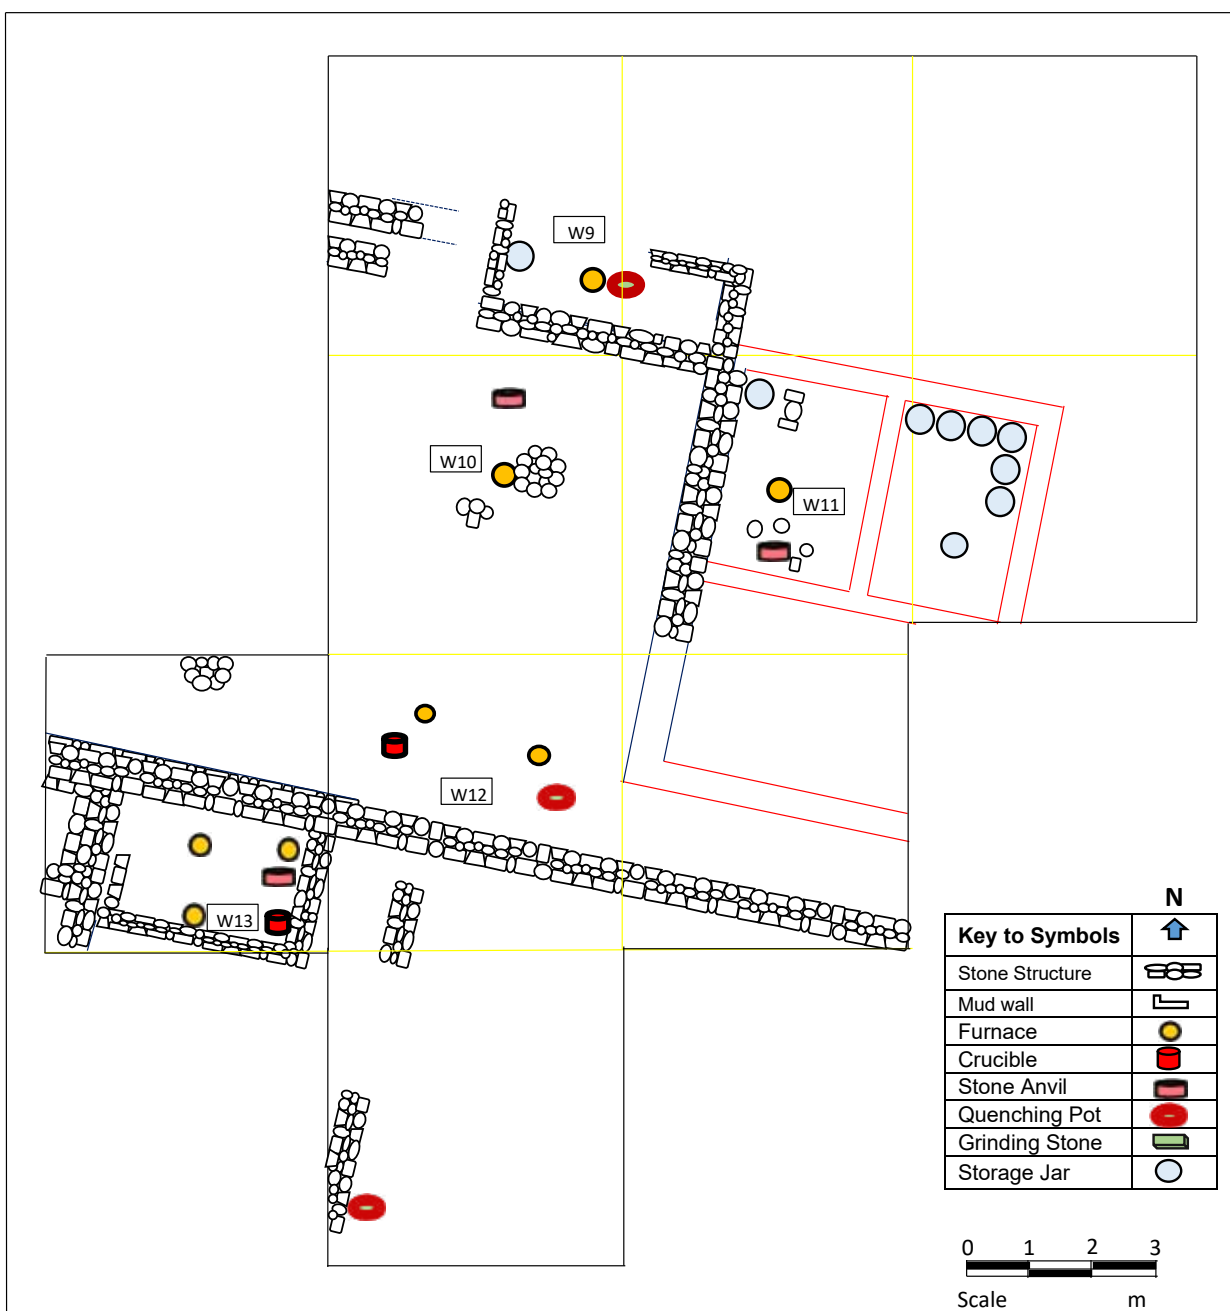 W9
W10
W11
W12
W13
N
Key to Symbols
Stone Structure
Mud wall
Furnace
Crucible
Stone Anvil
Quenching Pot
Grinding Stone
Storage Jar
0 1 2 3
Scale m